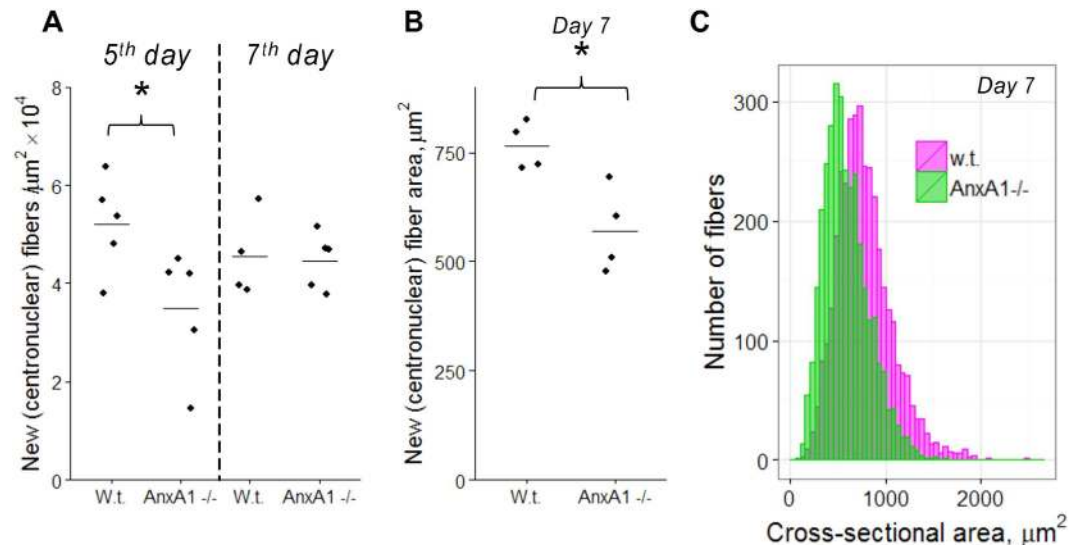 A
5th day
7th day
*
New (centronuclear) fibers /μm2 × 10-4
8
6
4
2
0
W.t.
AnxA1 -/-
W.t.
AnxA1 -/-
B
Day 7
*
New (centronuclear) fiber area, μm2
750
500
250
0
W.t.
AnxA1 -/-
C
Day 7
w.t.
AnxA1-/-
Number of fibers
300
200
100
0
0
1000
2000
Cross-sectional area, μm2